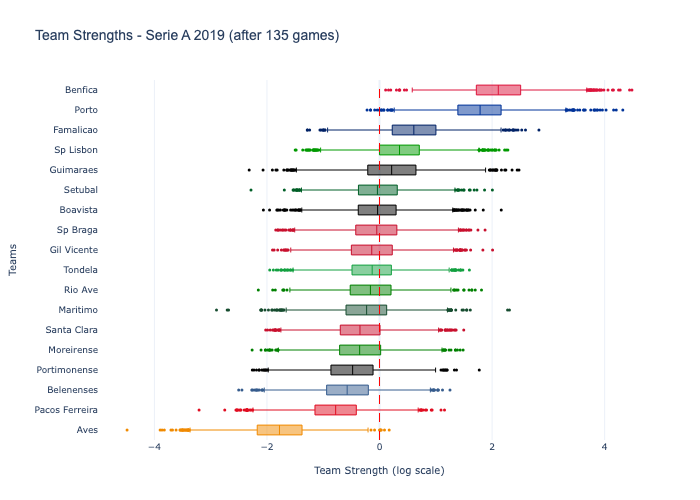 Team Strengths - Serie A 2019 (after 135 games)
Benfica
Porto
Famalicao
Sp Lisbon
Guimaraes
Setubal
Boavista
Sp Braga
Gil Vicente
Tondela
Rio Ave
Maritimo
Santa Clara
Moreirense
Portimonense
Belenenses
Pacos Ferreira
Aves
Teams
−4 −2 0 2 4
Team Strength (log scale)